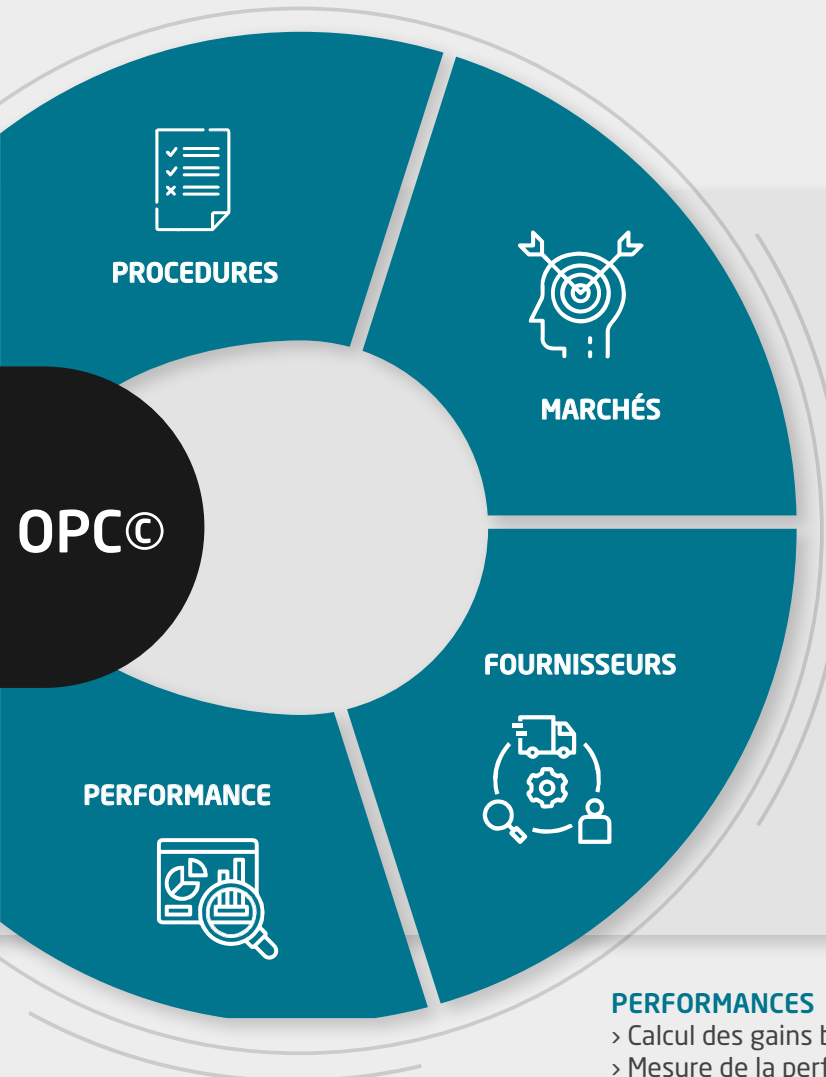 PROCEDURES
MARCHÉS
OPC©
FOURNISSEURS
PERFORMANCE
PERFORMANCES
› Calcul des gains
› Mesure de la